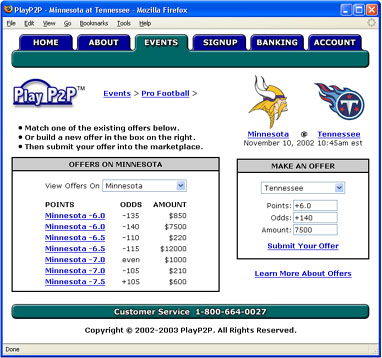 PlayP2P - Minnesota at Tennessee - Mozilla Firefox
File Edit View Go Bookmarks Tools Help
HOME ABOUT EVENTS SIGNUP BANKING ACCOUNT
Play P2P™
Events > Pro Football >
• Match one of the existing offers below.
• Or build a new offer in the box on the right.
• Then submit your offer into the marketplace.
Minnesota @ Tennessee
November 10, 2002 10:45am est
OFFERS ON MINNESOTA
View Offers On Minnesota
POINTS ODDS AMOUNT
Minnesota -6.0 -135 $850
Minnesota -6.0 -140 $7500
Minnesota -6.5 -110 $220
Minnesota -6.5 -115 $12000
Minnesota -7.0 even $1000
Minnesota -7.0 -105 $210
Minnesota -7.5 +105 $600
MAKE AN OFFER
Tennessee
Points: +6.0
Odds: +140
Amount: 7500
Submit Your Offer
Learn More About Offers
Customer Service 1-800-664-0027
Copyright © 2002-2003 PlayP2P. All Rights Reserved.
Done